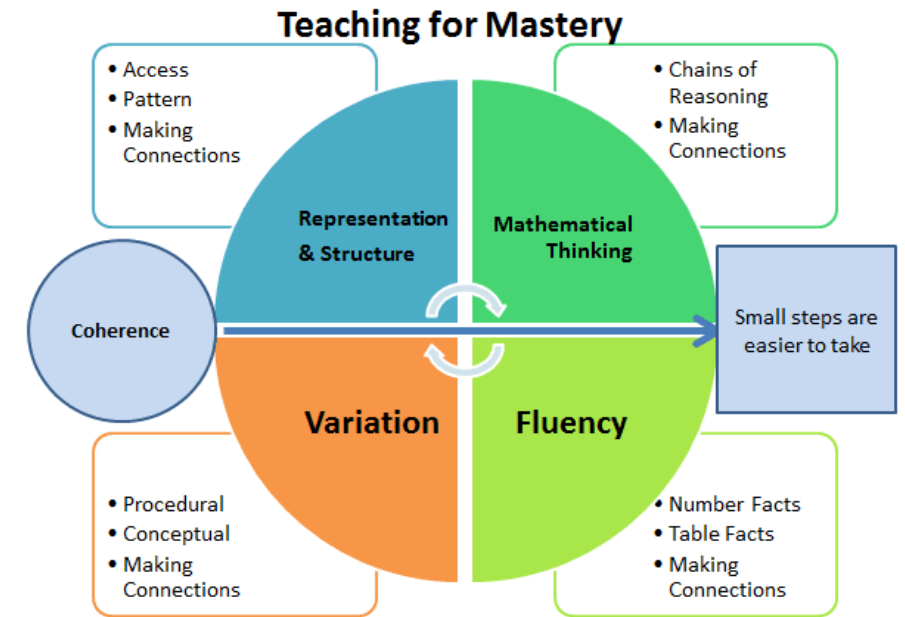 Teaching for Mastery
• Access
• Pattern
• Making
Connections
• Chains of
Reasoning
• Making
Connections
Representation
& Structure
Mathematical
Thinking
Coherence
Small steps are
easier to take
Variation
Fluency
• Procedural
• Conceptual
• Making
Connections
• Number Facts
• Table Facts
• Making
Connections